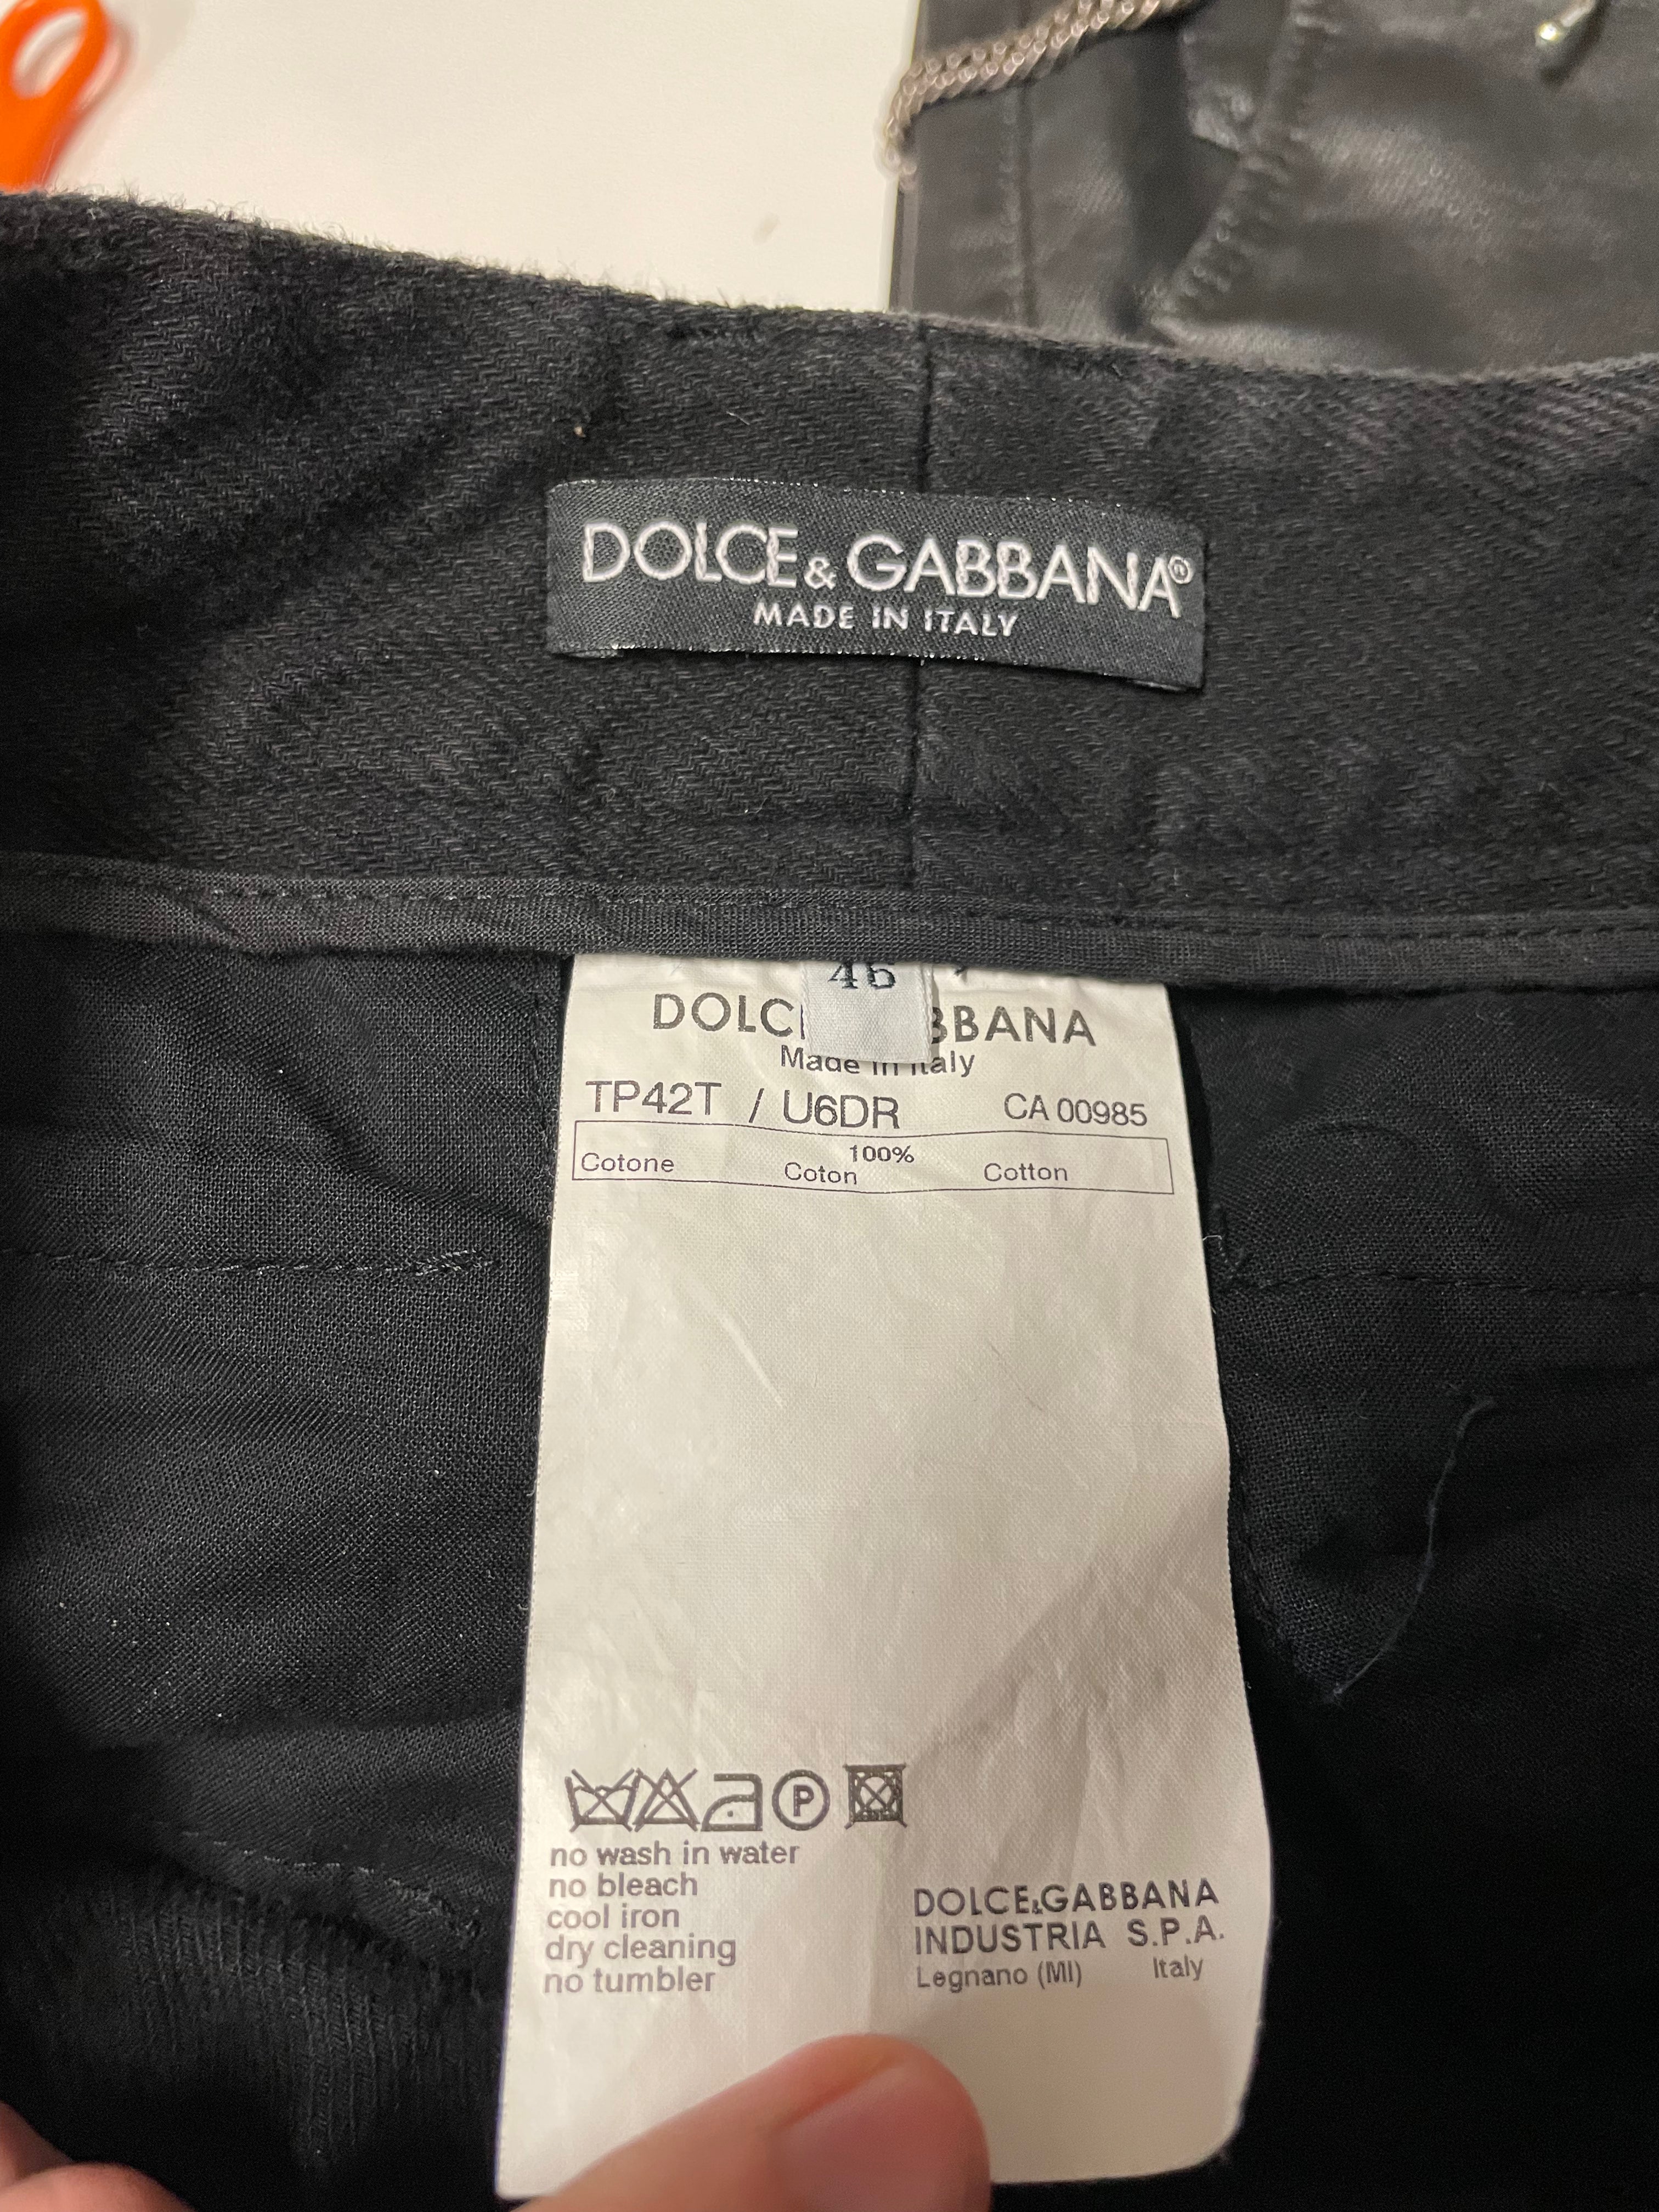 DOLCE & GABBANA®
MADE IN ITALY
46
DOLC BBANA
Made in Italy
TP42T / U6DR CA 00985
100%
Cotone Coton Cotton
P
no wash in water
no bleach
cool iron
dry cleaning
no tumbler
DOLCE&GABBANA
INDUSTRIA S.P.A.
Legnano (MI) Italy